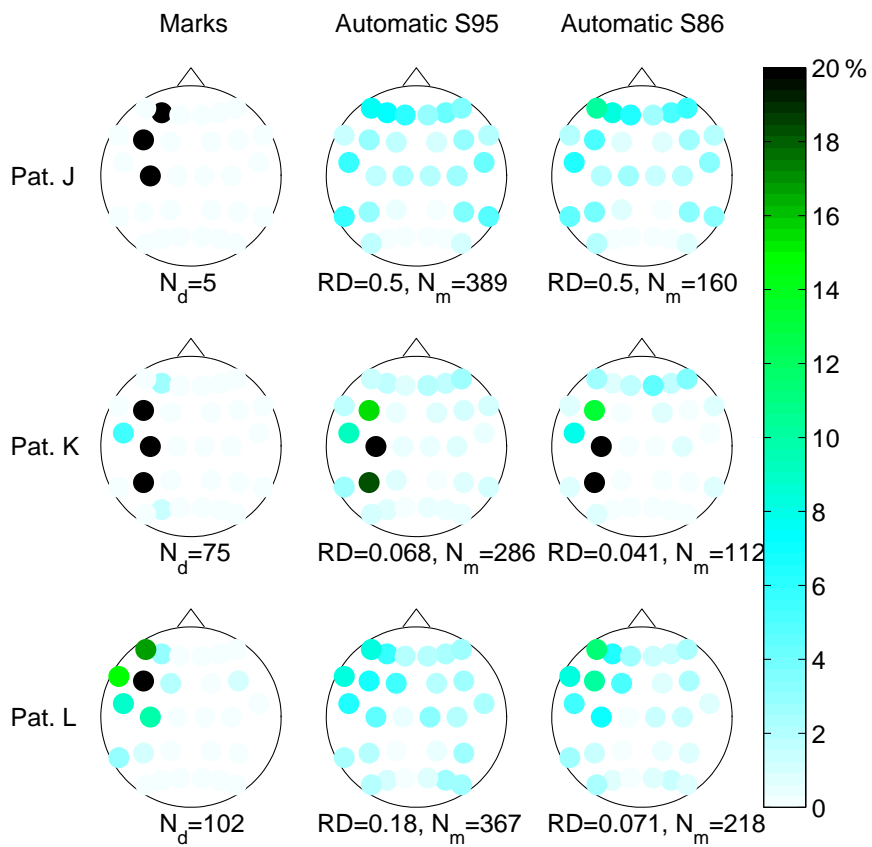 Marks Automatic S95 Automatic S86
20 %
18
16
14
12
10
8
6
4
2
0
Pat. J
N_d=5 RD=0.5, N_m=389 RD=0.5, N_m=160
Pat. K
N_d=75 RD=0.068, N_m=286 RD=0.041, N_m=112
Pat. L
N_d=102 RD=0.18, N_m=367 RD=0.071, N_m=218